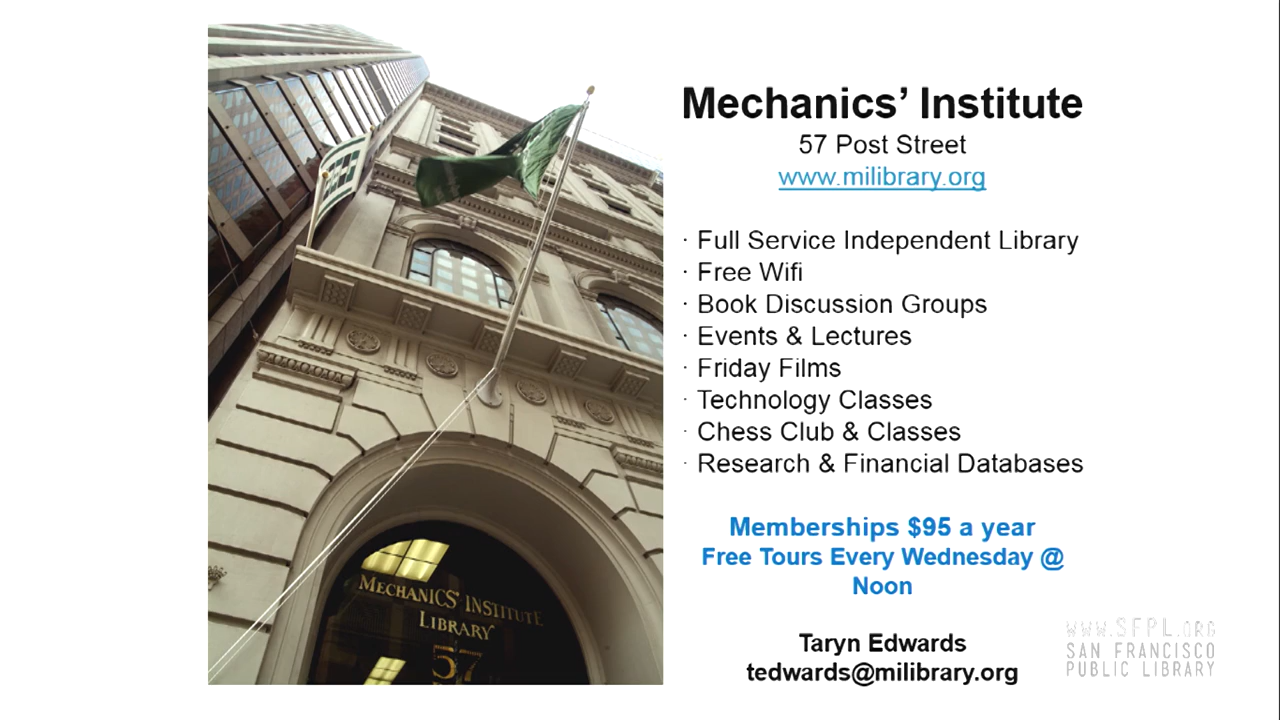 Mechanics’ Institute
57 Post Street
www.milibrary.org
· Full Service Independent Library
· Free Wifi
· Book Discussion Groups
· Events & Lectures
· Friday Films
· Technology Classes
· Chess Club & Classes
· Research & Financial Databases
Memberships $95 a year
Free Tours Every Wednesday @
Noon
Taryn Edwards
tedwards@milibrary.org
MECHANICS' INSTITUTE
LIBRARY
57
WWW.SFPL.ORG
SAN FRANCISCO
PUBLIC LIBRARY